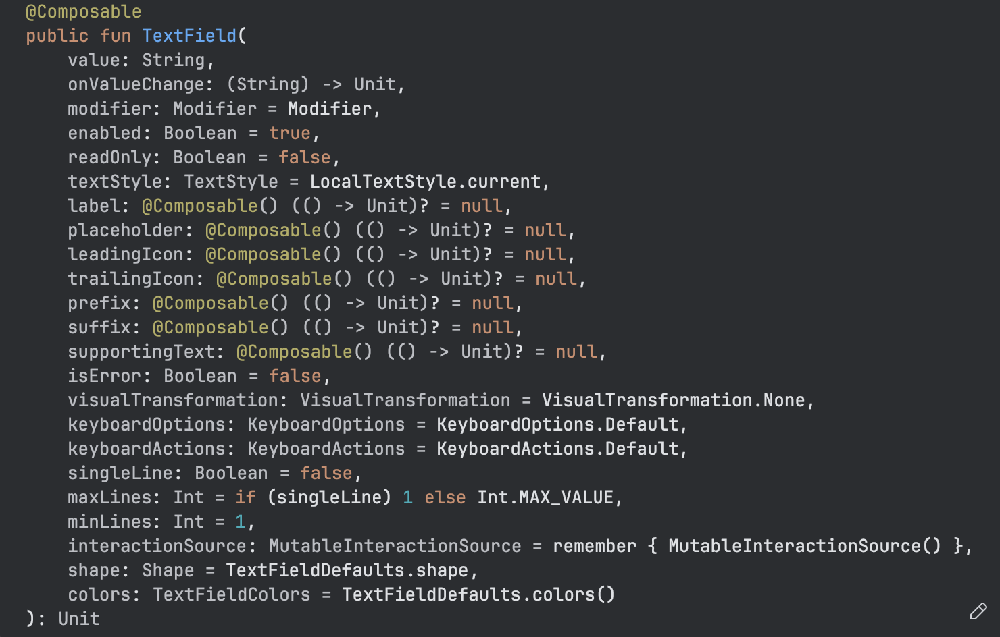 @Composable
public fun TextField(
    value: String,
    onValueChange: (String) -> Unit,
    modifier: Modifier = Modifier,
    enabled: Boolean = true,
    readOnly: Boolean = false,
    textStyle: TextStyle = LocalTextStyle.current,
    label: @Composable() (() -> Unit)? = null,
    placeholder: @Composable() (() -> Unit)? = null,
    leadingIcon: @Composable() (() -> Unit)? = null,
    trailingIcon: @Composable() (() -> Unit)? = null,
    prefix: @Composable() (() -> Unit)? = null,
    suffix: @Composable() (() -> Unit)? = null,
    supportingText: @Composable() (() -> Unit)? = null,
    isError: Boolean = false,
    visualTransformation: VisualTransformation = VisualTransformation.None,
    keyboardOptions: KeyboardOptions = KeyboardOptions.Default,
    keyboardActions: KeyboardActions = KeyboardActions.Default,
    singleLine: Boolean = false,
    maxLines: Int = if (singleLine) 1 else Int.MAX_VALUE,
    minLines: Int = 1,
    interactionSource: MutableInteractionSource = remember { MutableInteractionSource() },
    shape: Shape = TextFieldDefaults.shape,
    colors: TextFieldColors = TextFieldDefaults.colors()
): Unit